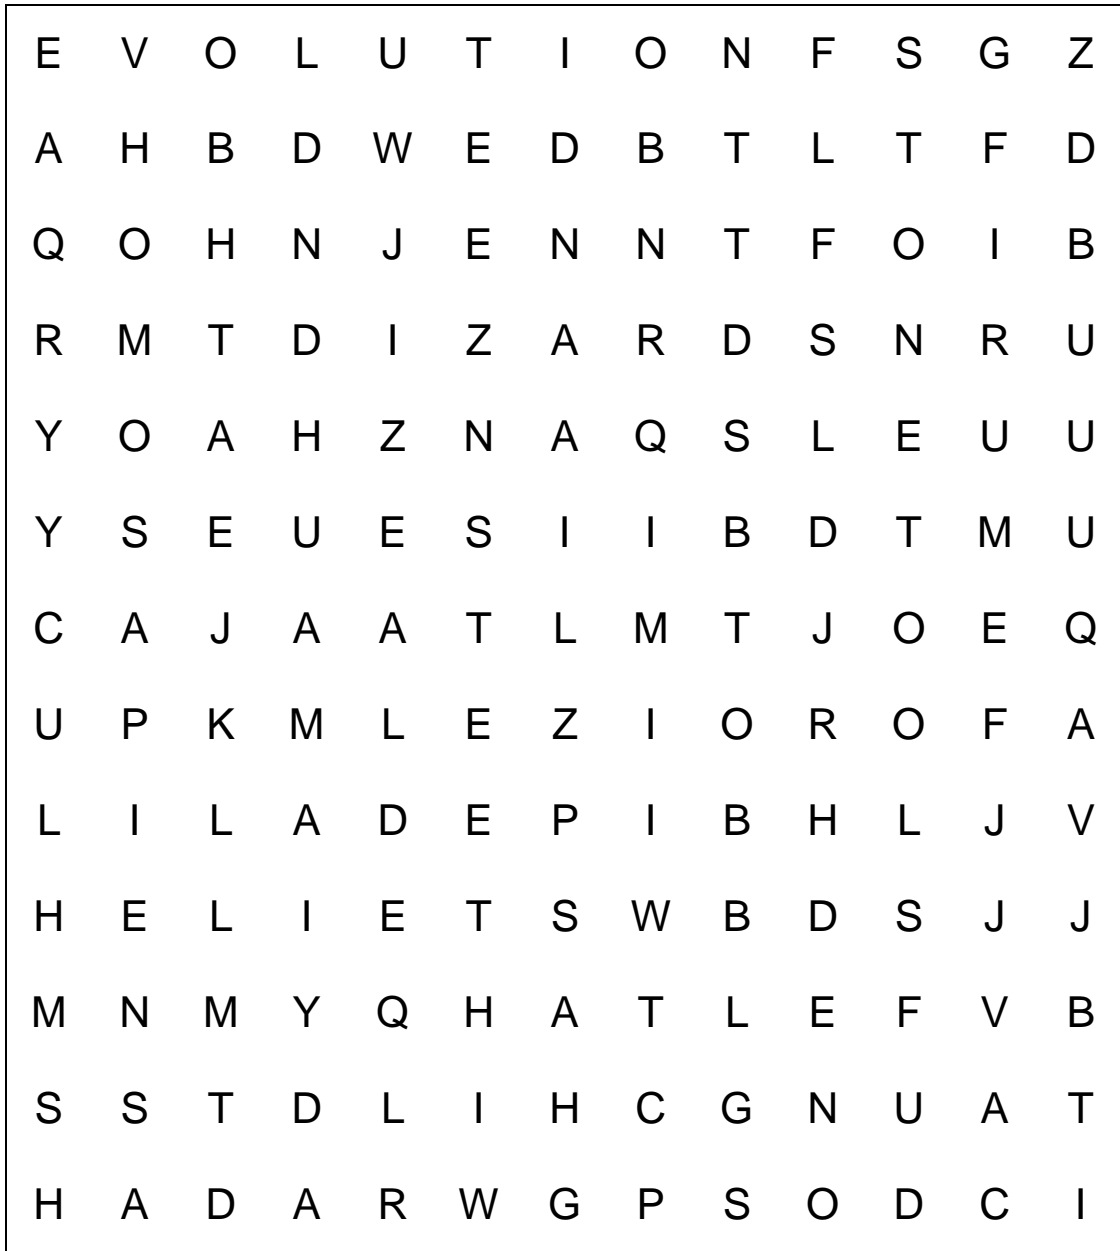 E V O L U T I O N F S G Z
A H B D W E D B T L T F D
Q O H N J E N N T F O I B
R M T D I Z A R D S N R U
Y O A H Z N A Q S L E U U
Y S E U E S I I B D T M U
C A J A A T L M T J O E Q
U P K M L E Z I O R O F A
L I L A D E P I B H L J V
H E L I E T S W B D S J J
M N M Y Q H A T L E F V B
S S T D L I H C G N U A T
H A D A R W G P S O D C I